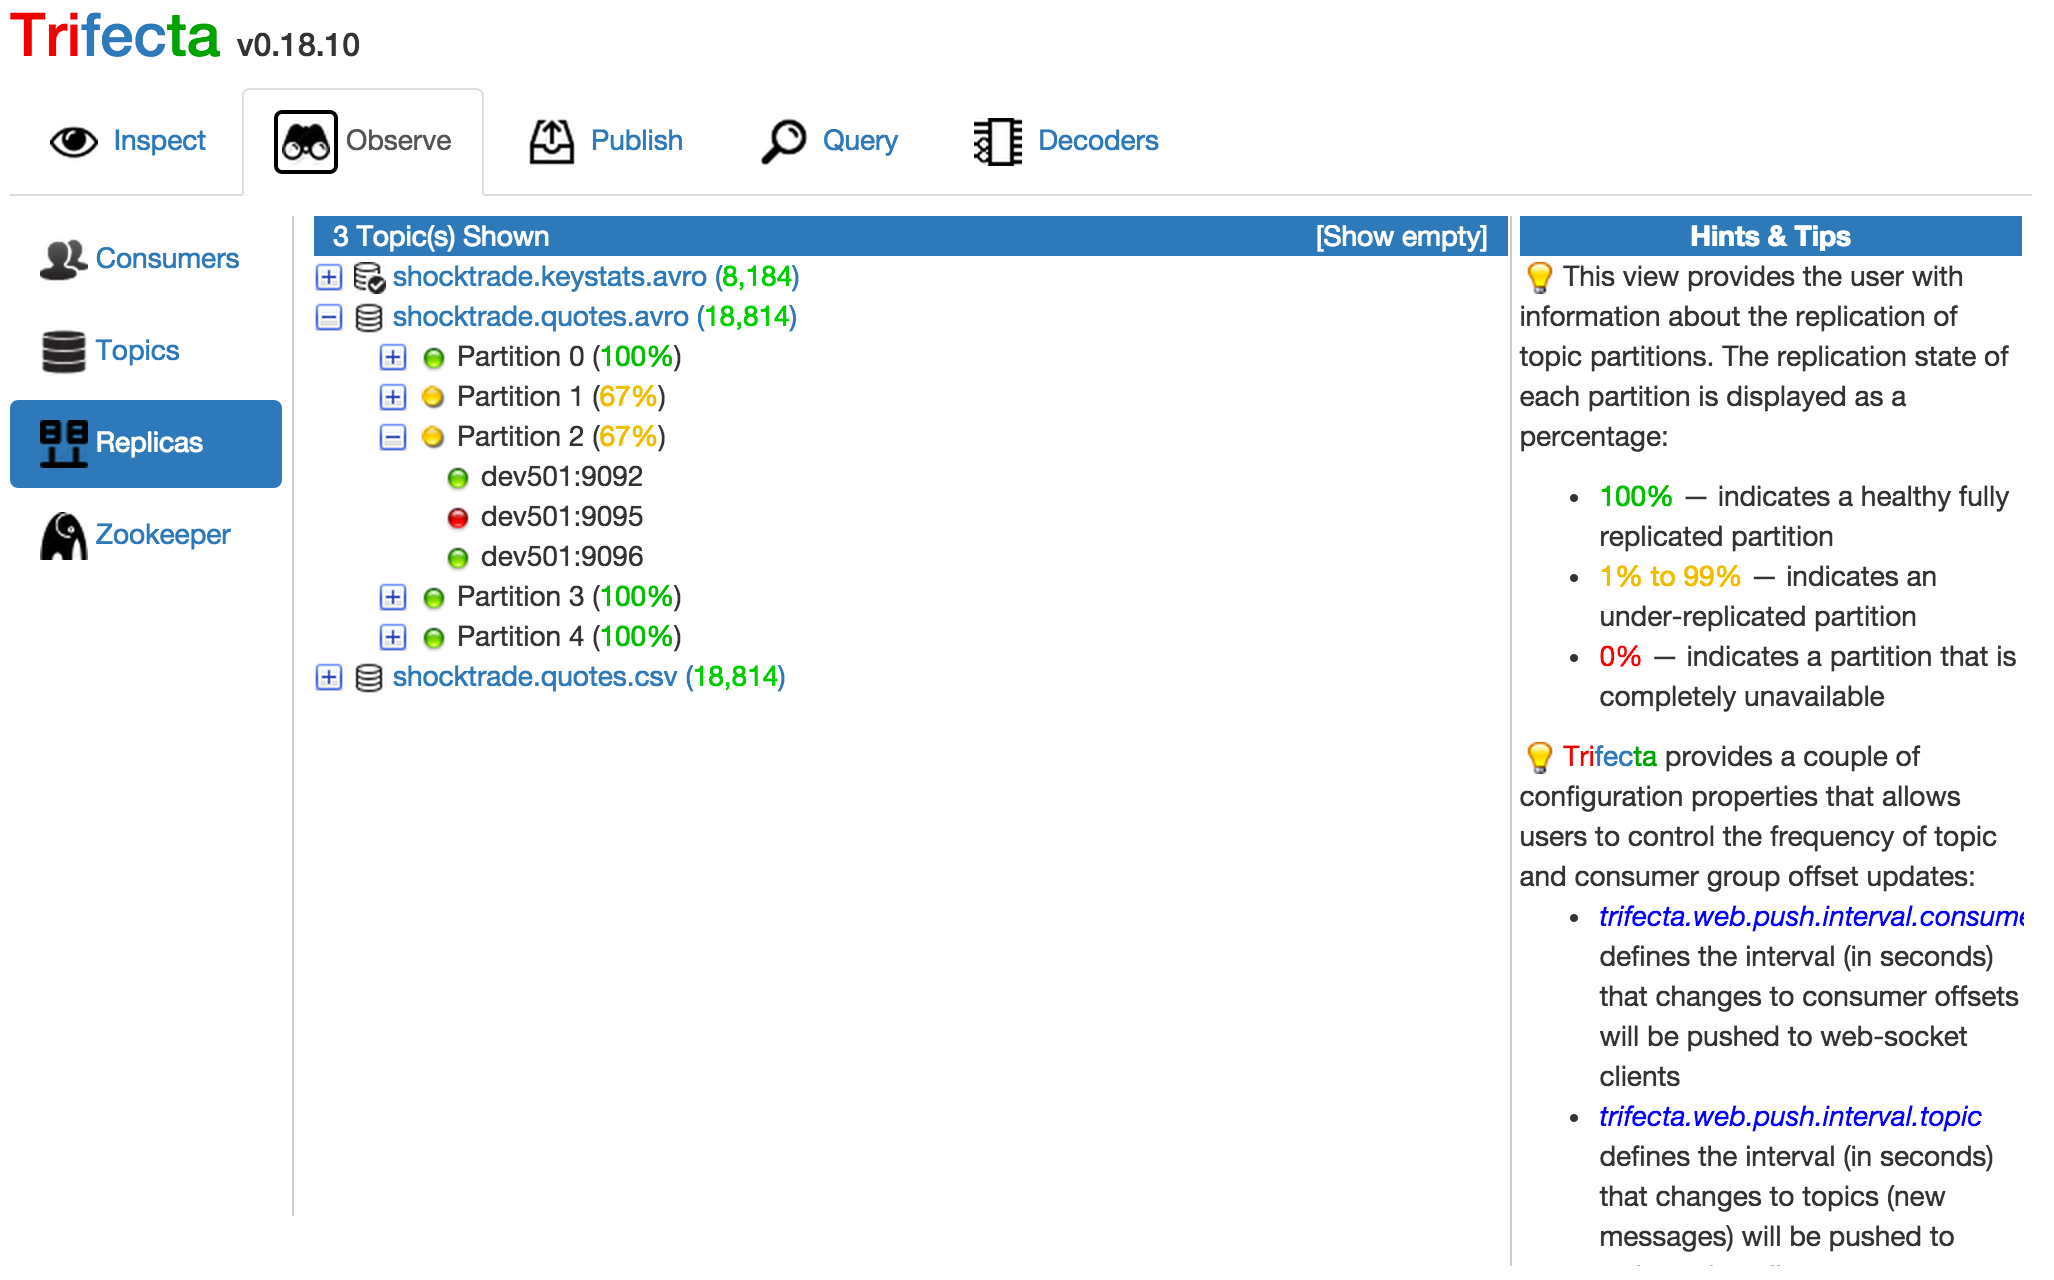 Trifecta v0.18.10
Inspect
Observe
Publish
Query
Decoders
Consumers
Topics
Replicas
Zookeeper
3 Topic(s) Shown [Show empty]
shocktrade.keystats.avro (8,184)
shocktrade.quotes.avro (18,814)
Partition 0 (100%)
Partition 1 (67%)
Partition 2 (67%)
dev501:9092
dev501:9095
dev501:9096
Partition 3 (100%)
Partition 4 (100%)
shocktrade.quotes.csv (18,814)
Hints & Tips
This view provides the user with
information about the replication of
topic partitions. The replication state of
each partition is displayed as a
percentage:
• 100% — indicates a healthy fully
replicated partition
• 1% to 99% — indicates an
under-replicated partition
• 0% — indicates a partition that is
completely unavailable
Trifecta provides a couple of
configuration properties that allows
users to control the frequency of topic
and consumer group offset updates:
• trifecta.web.push.interval.consume
defines the interval (in seconds)
that changes to consumer offsets
will be pushed to web-socket
clients
• trifecta.web.push.interval.topic
defines the interval (in seconds)
that changes to topics (new
messages) will be pushed to